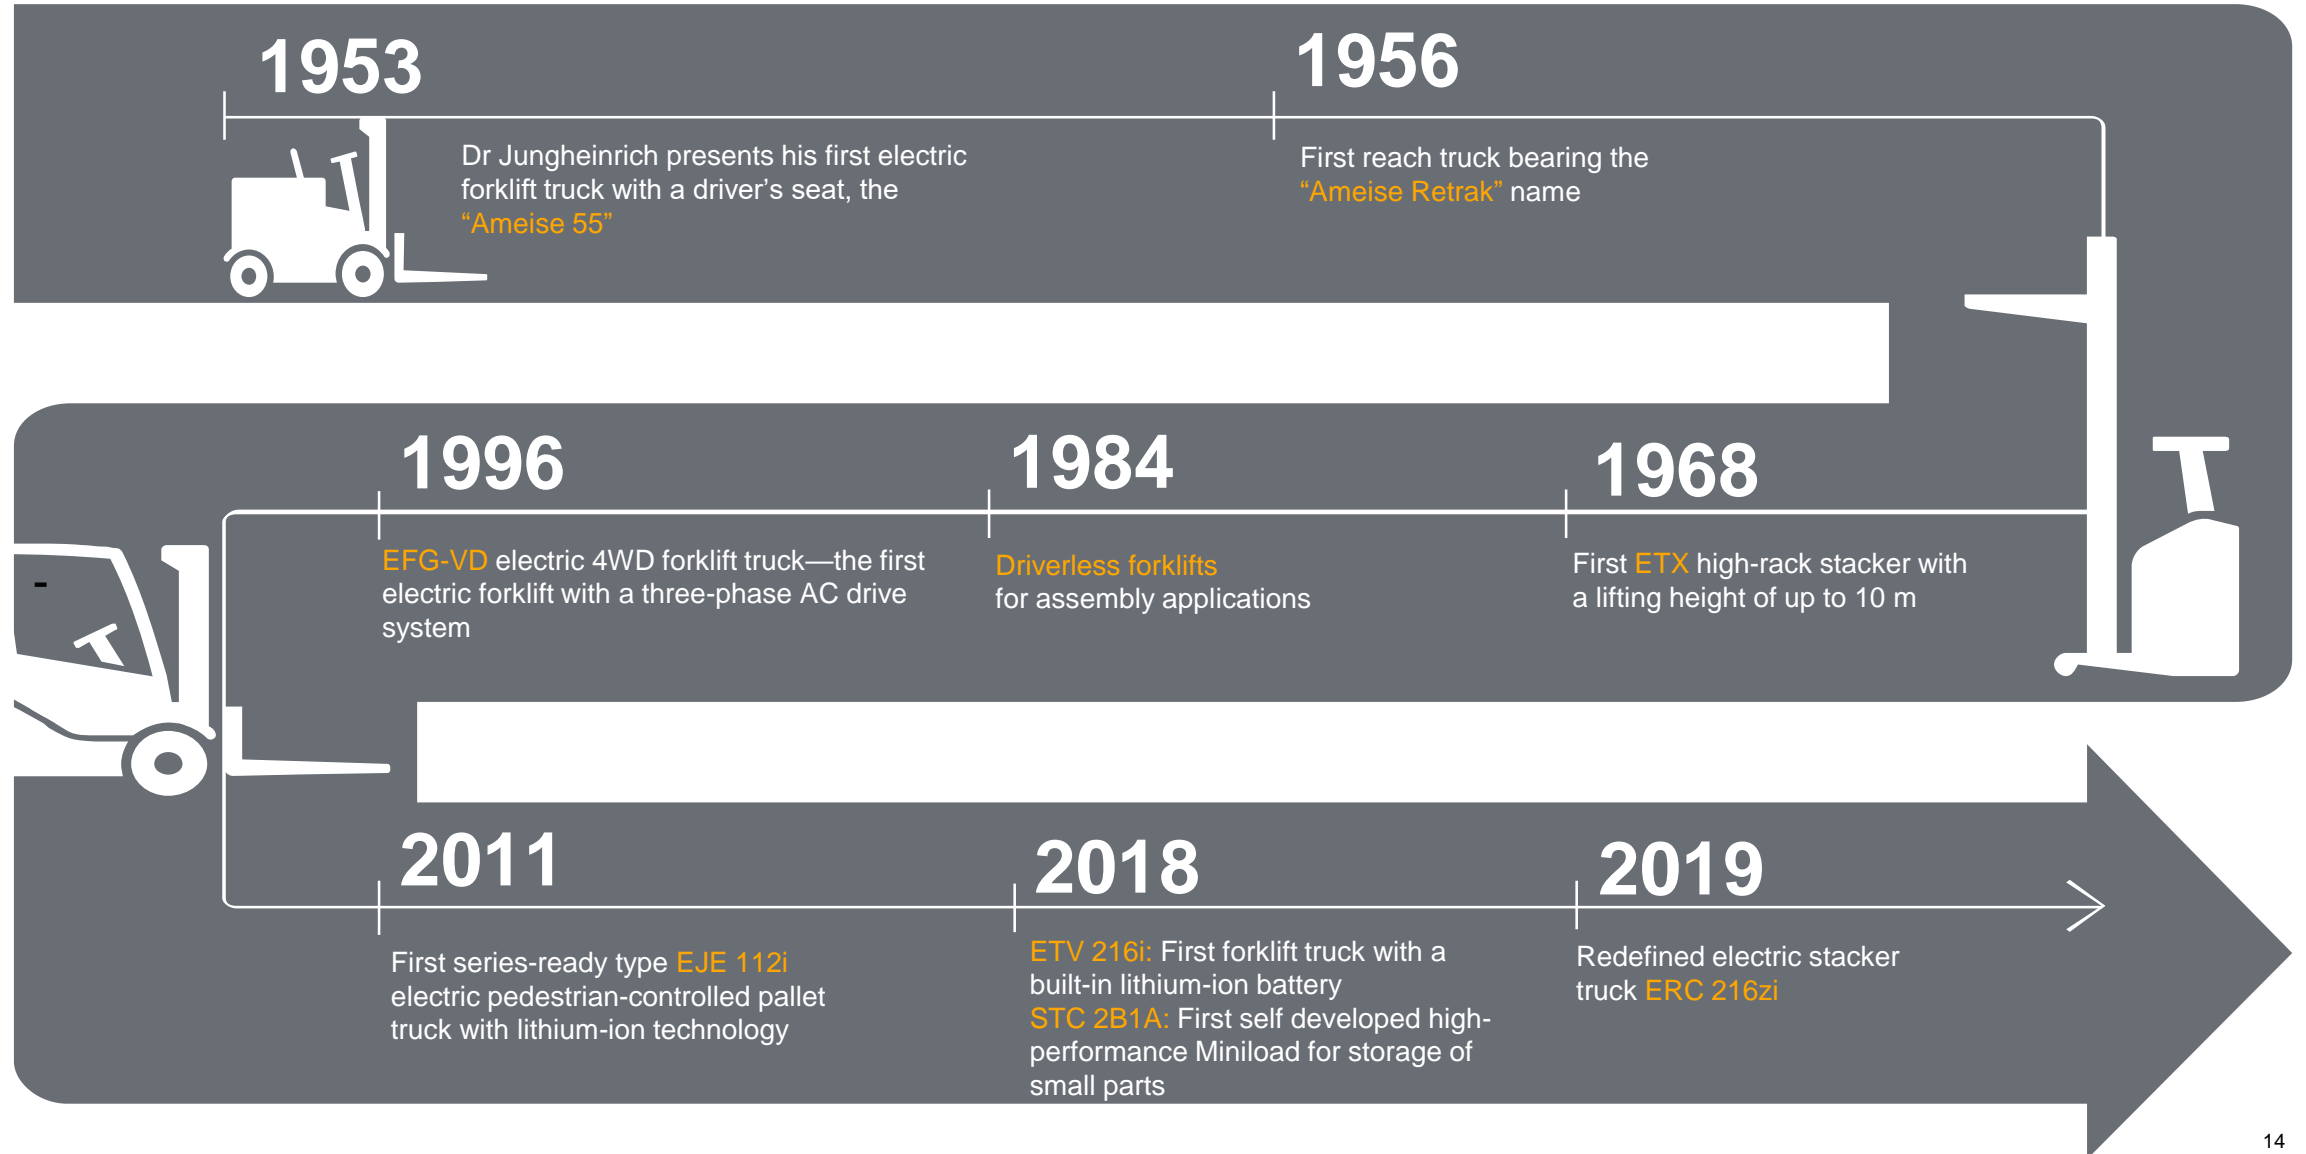 1953
Dr Jungheinrich presents his first electric
forklift truck with a driver’s seat, the
“Ameise 55”
1956
First reach truck bearing the
“Ameise Retrak” name
1968
First ETX high-rack stacker with
a lifting height of up to 10 m
1984
Driverless forklifts
for assembly applications
1996
EFG-VD electric 4WD forklift truck—the first
electric forklift with a three-phase AC drive
system
-
2011
First series-ready type EJE 112i
electric pedestrian-controlled pallet
truck with lithium-ion technology
2018
ETV 216i: First forklift truck with a
built-in lithium-ion battery
STC 2B1A: First self developed high-
performance Miniload for storage of
small parts
2019
Redefined electric stacker
truck ERC 216zi
14